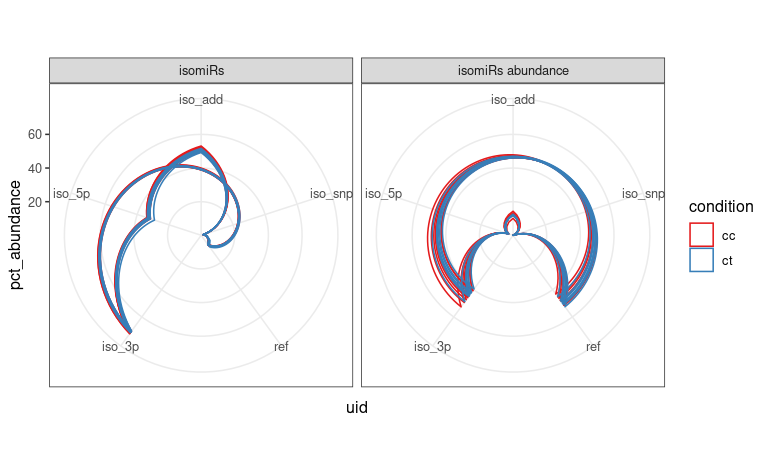 isomiRs
isomiRs abundance
pct_abundance
60
40
20
iso_add
iso_snp
ref
iso_3p
iso_5p
iso_add
iso_snp
ref
iso_3p
iso_5p
uid
condition
cc
ct